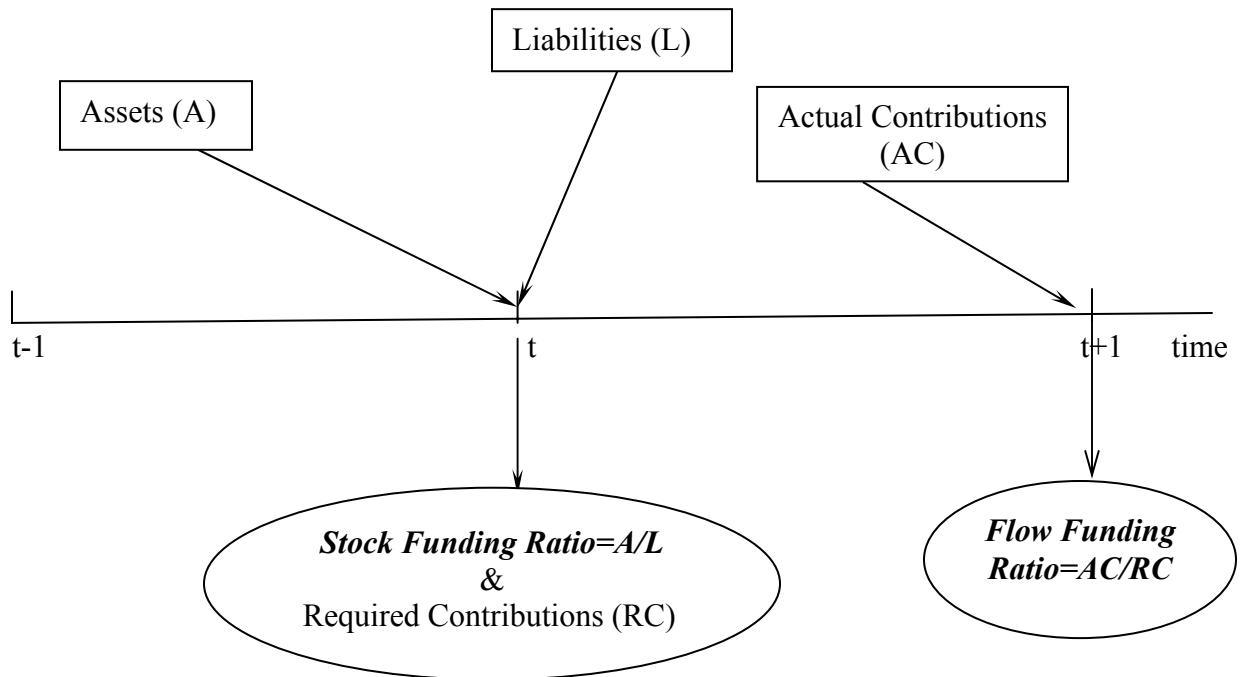 Liabilities (L)
Assets (A)
Actual Contributions
(AC)
t-1
t
t+1
time
Stock Funding Ratio=A/L
&
Required Contributions (RC)
Flow Funding
Ratio=AC/RC